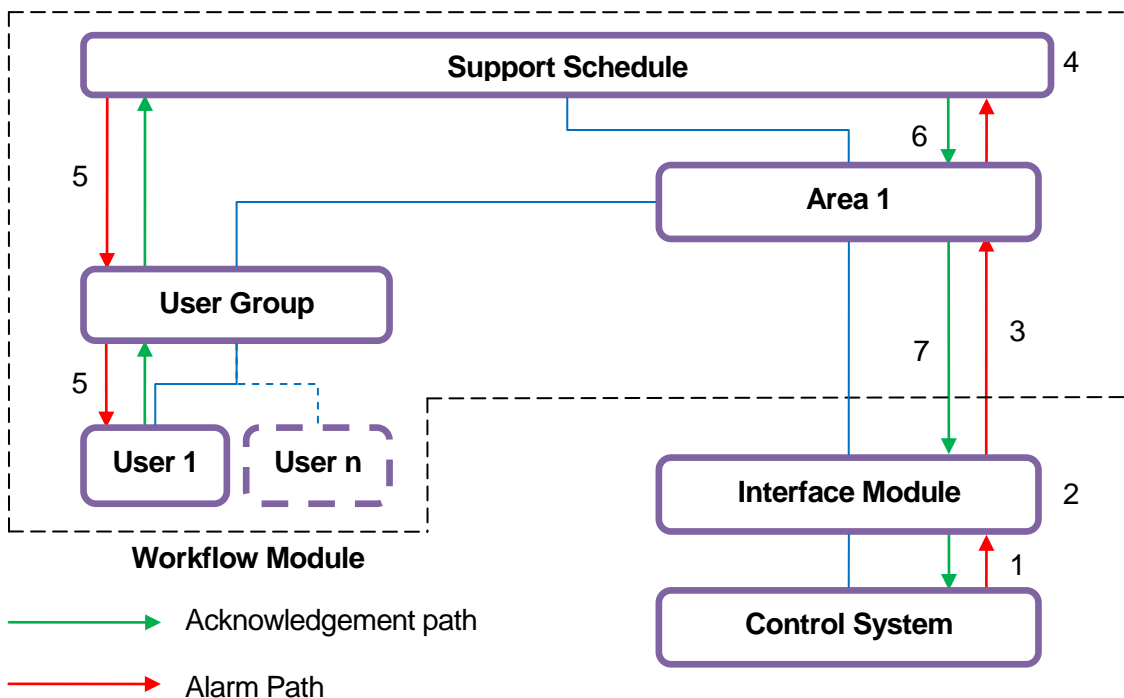 Support Schedule
4
6
5
Area 1
User Group
3
7
5
User 1
User n
Interface Module
2
Workflow Module
1
Acknowledgement path
Control System
Alarm Path